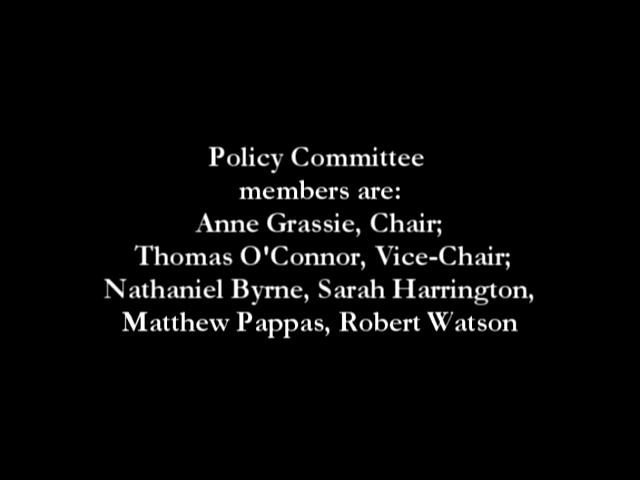 Policy Committee
members are:
Anne Grassie, Chair;
Thomas O'Connor, Vice-Chair;
Nathaniel Byrne, Sarah Harrington,
Matthew Pappas, Robert Watson